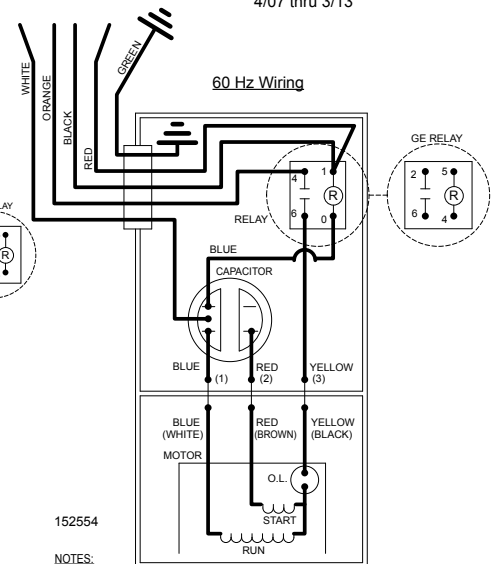 4/07 thru 3/13
60 Hz Wiring
WHITE
ORANGE
BLACK
RED
GREEN
GE RELAY
4 1
R
6 0
RELAY
2 5
R
6 4
LAY
R
BLUE
CAPACITOR
BLUE
(1)
RED
(2)
YELLOW
(3)
BLUE
(WHITE)
RED
(BROWN)
YELLOW
(BLACK)
MOTOR
O.L.
START
RUN
152554
NOTES: